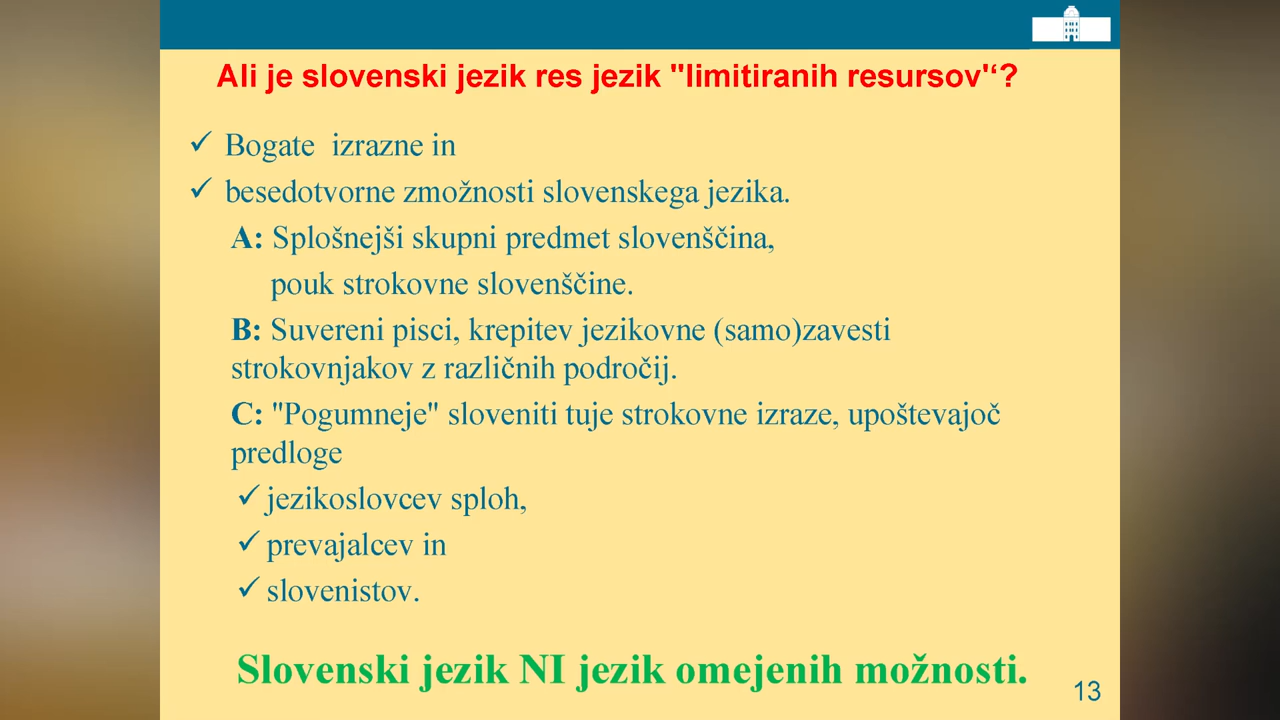 Ali je slovenski jezik res jezik "limitiranih resursov'“?
✓ Bogate izrazne in
✓ besedotvorne zmožnosti slovenskega jezika.
A: Splošnejši skupni predmet slovenščina,
pouk strokovne slovenščine.
B: Suvereni pisci, krepitev jezikovne (samo)zavesti
strokovnjakov z različnih področij.
C: "Pogumneje" sloveniti tuje strokovne izraze, upoštevajoč
predloge
✓ jezikoslovcev sploh,
✓ prevajalcev in
✓ slovenistov.
Slovenski jezik NI jezik omejenih možnosti.
13